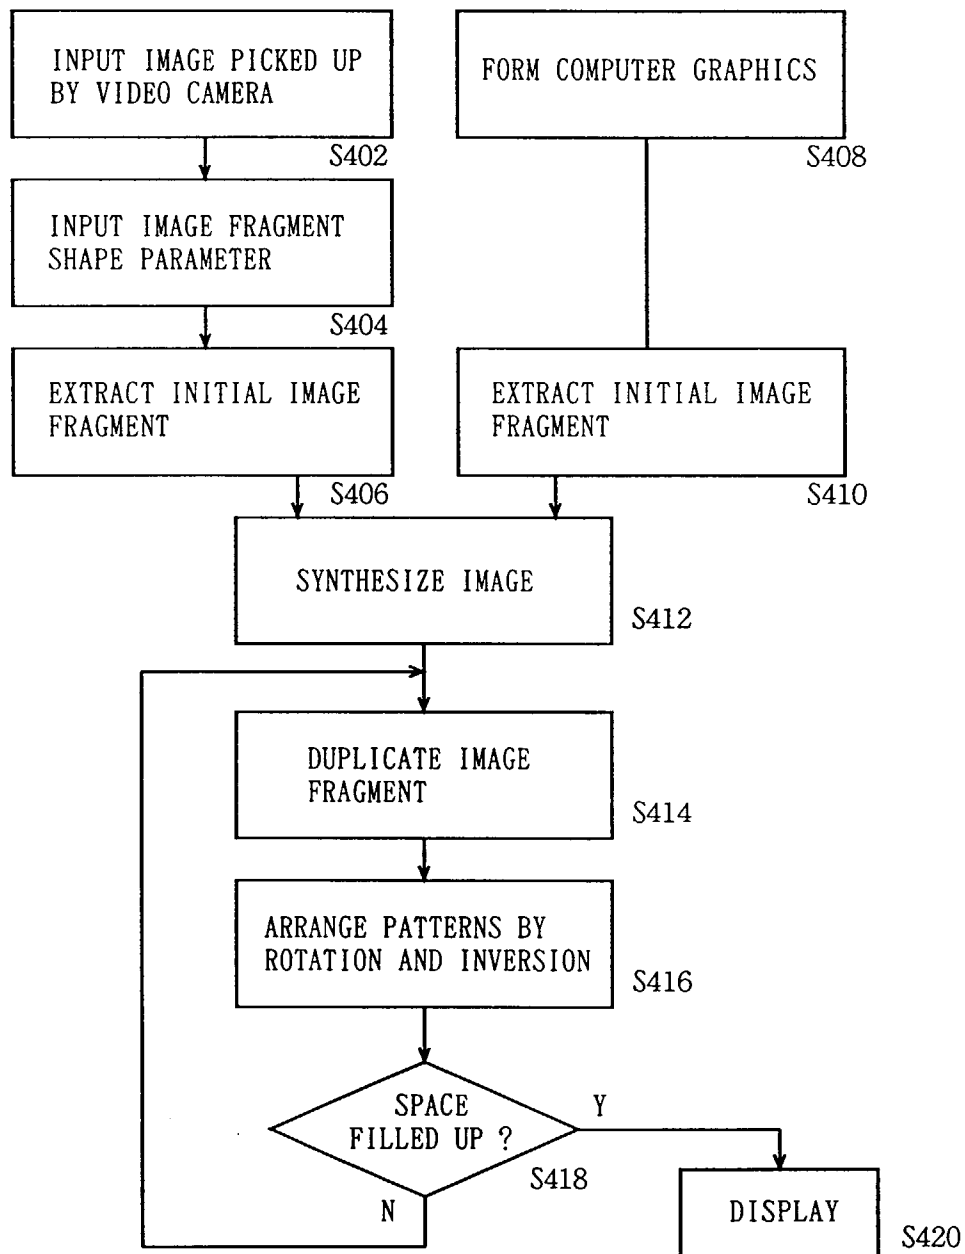 INPUT IMAGE PICKED UP
BY VIDEO CAMERA
S402
FORM COMPUTER GRAPHICS
S408
INPUT IMAGE FRAGMENT
SHAPE PARAMETER
S404
EXTRACT INITIAL IMAGE
FRAGMENT
S406
EXTRACT INITIAL IMAGE
FRAGMENT
S410
SYNTHESIZE IMAGE
S412
DUPLICATE IMAGE
FRAGMENT
S414
ARRANGE PATTERNS BY
ROTATION AND INVERSION
S416
SPACE
FILLED UP ?
S418
Y
N
DISPLAY
S420